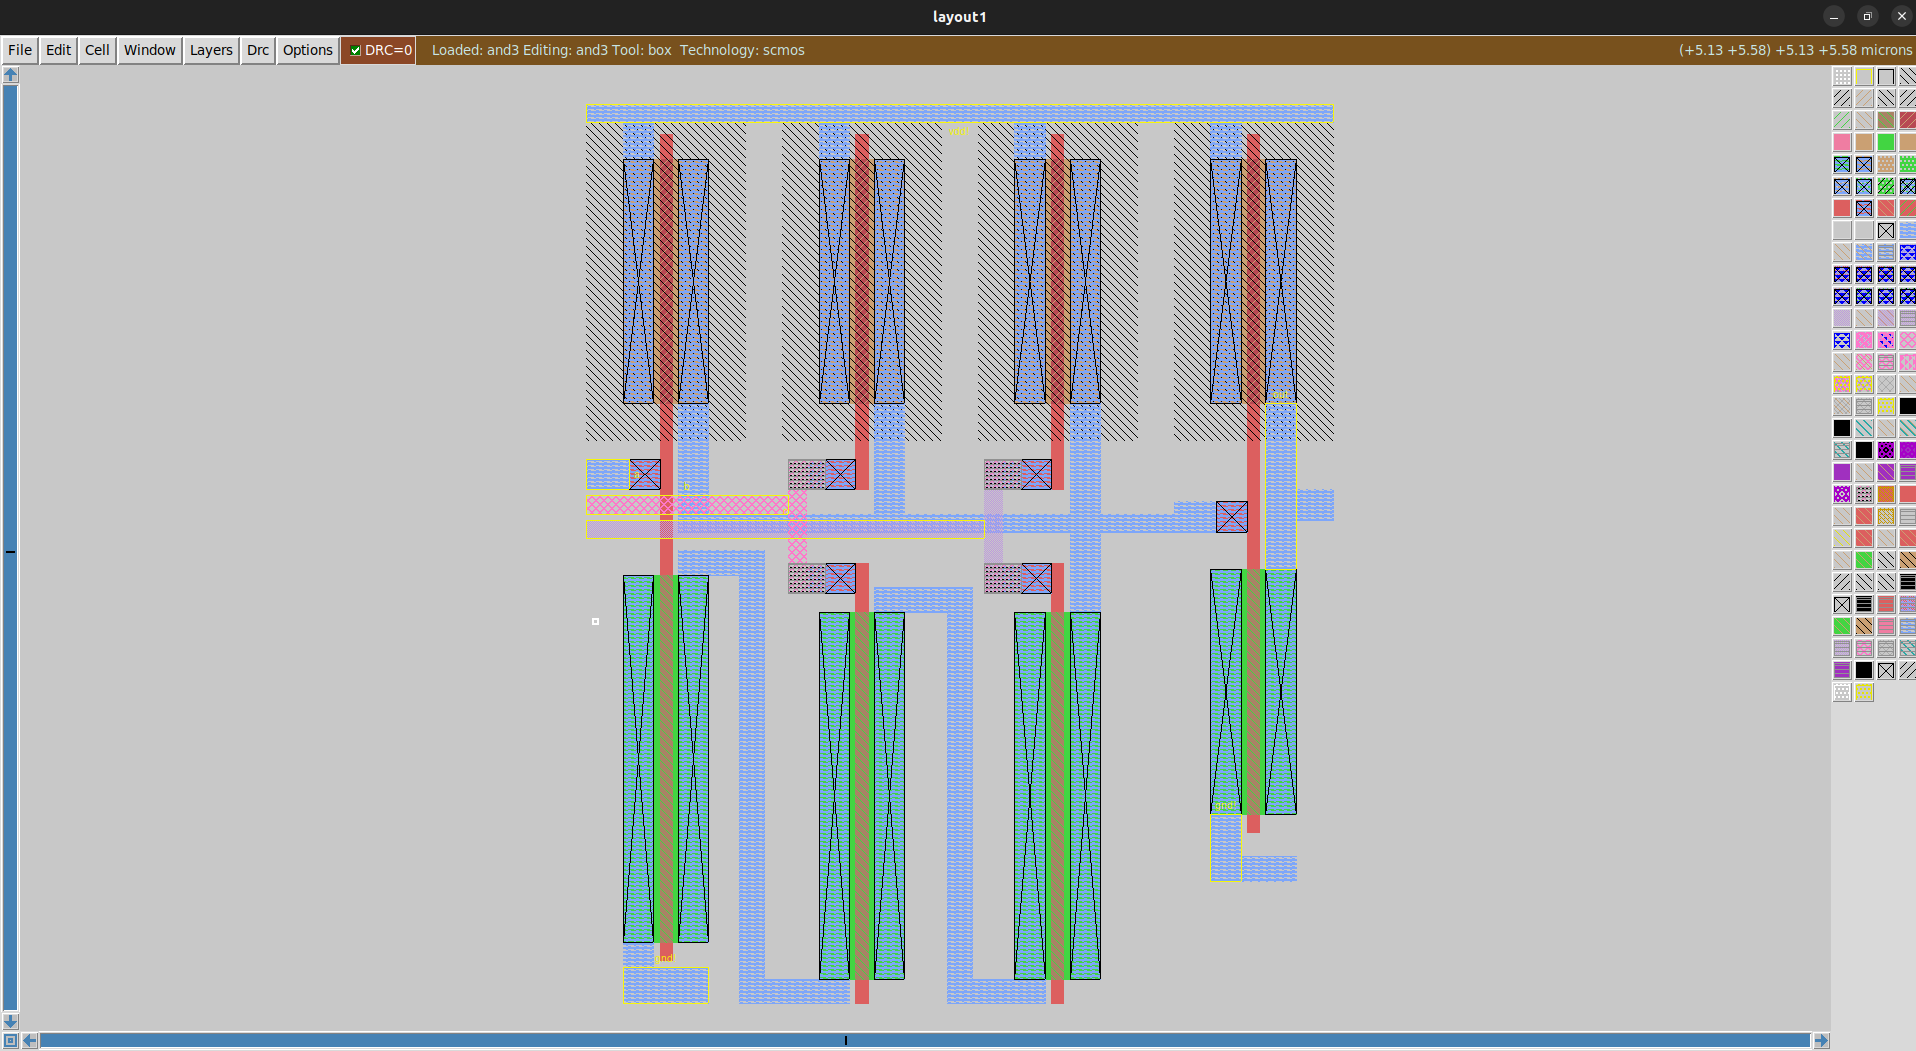 layout1
File Edit Cell Window Layers Drc Options DRC=0 Loaded: and3 Editing: and3 Tool: box Technology: scmos (+5.13 +5.58) +5.13 +5.58 microns
vdd!
out
b
gnd!
gnd!